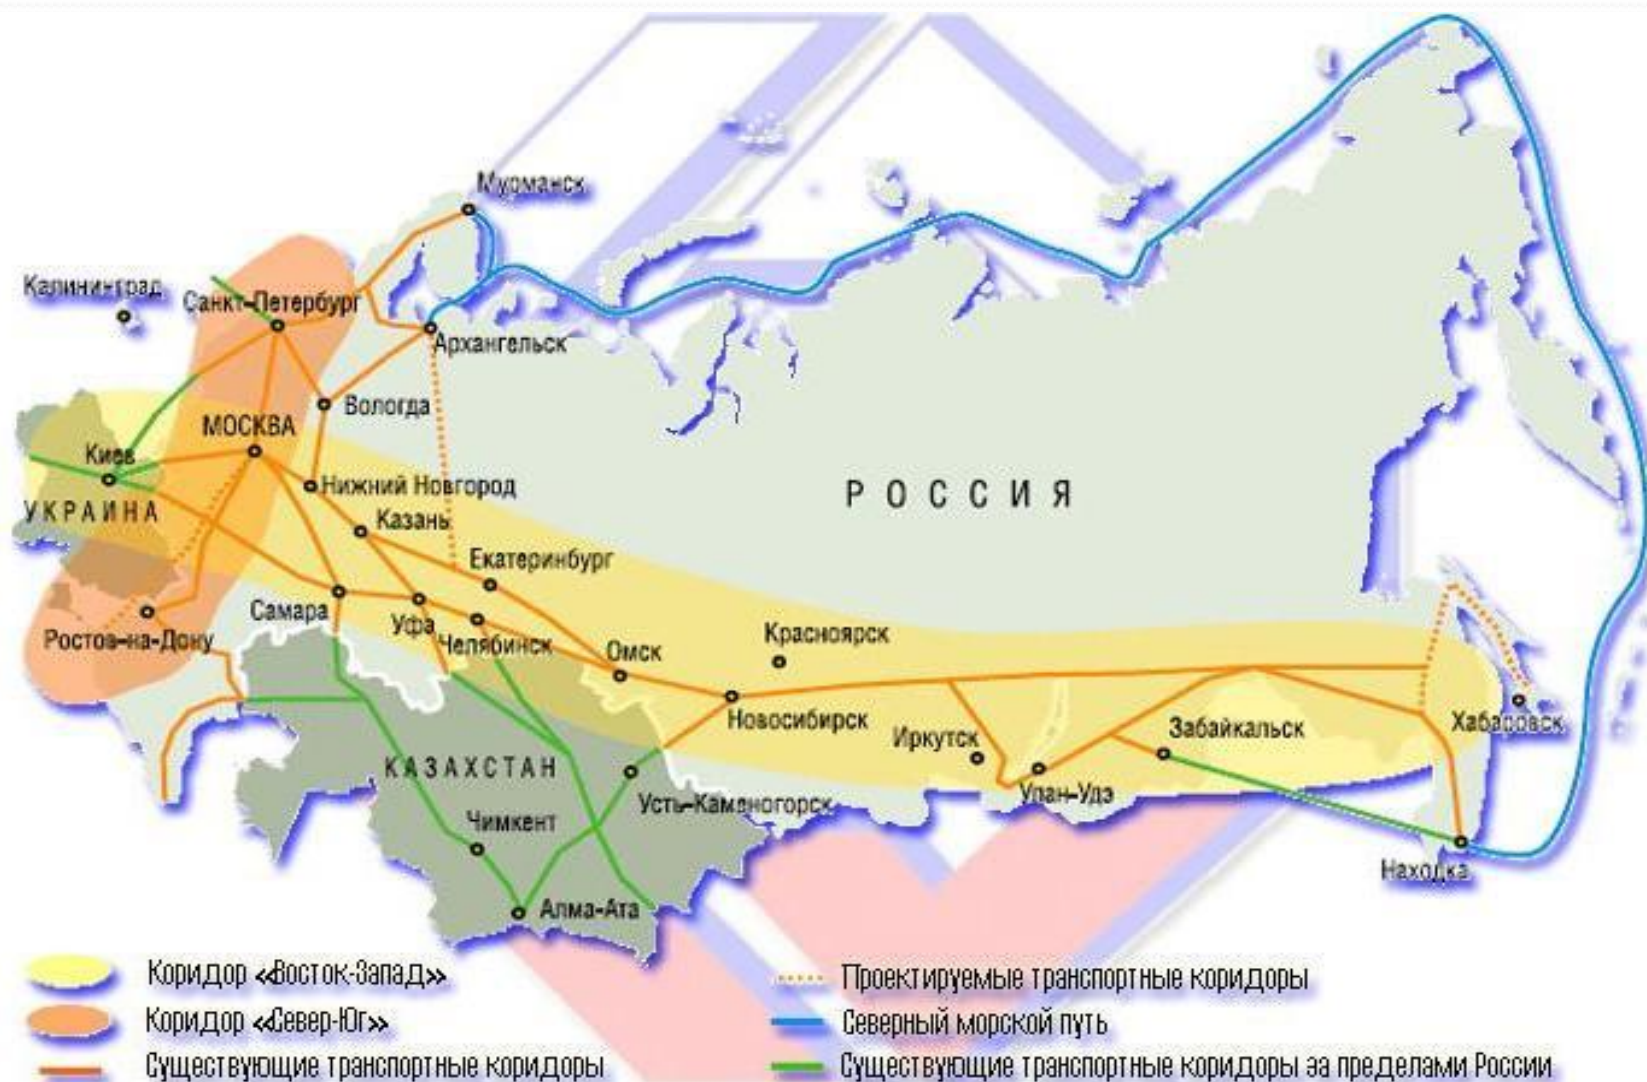 Мурманск
Калининград
Санкт-Петербург
Архангельск
Вологда
МОСКВА
Киев
Нижний Новгород
РОССИЯ
УКРАИНА
Казань
Екатеринбург
Самара
Уфа
Ростов-на-Дону
Челябинск
Омск
Красноярск
Новосибирск
Иркутск
Забайкальск
Хабаровск
КАЗАХСТАН
Улан-Удэ
Усть-Каменогорск
Чимкент
Находка
Алма-Ата
Коридор «Восток-Запад»
Проектируемые транспортные коридоры
Коридор «Север-Юг»
Северный морской путь
Существующие транспортные коридоры
Существующие транспортные коридоры за пределами России